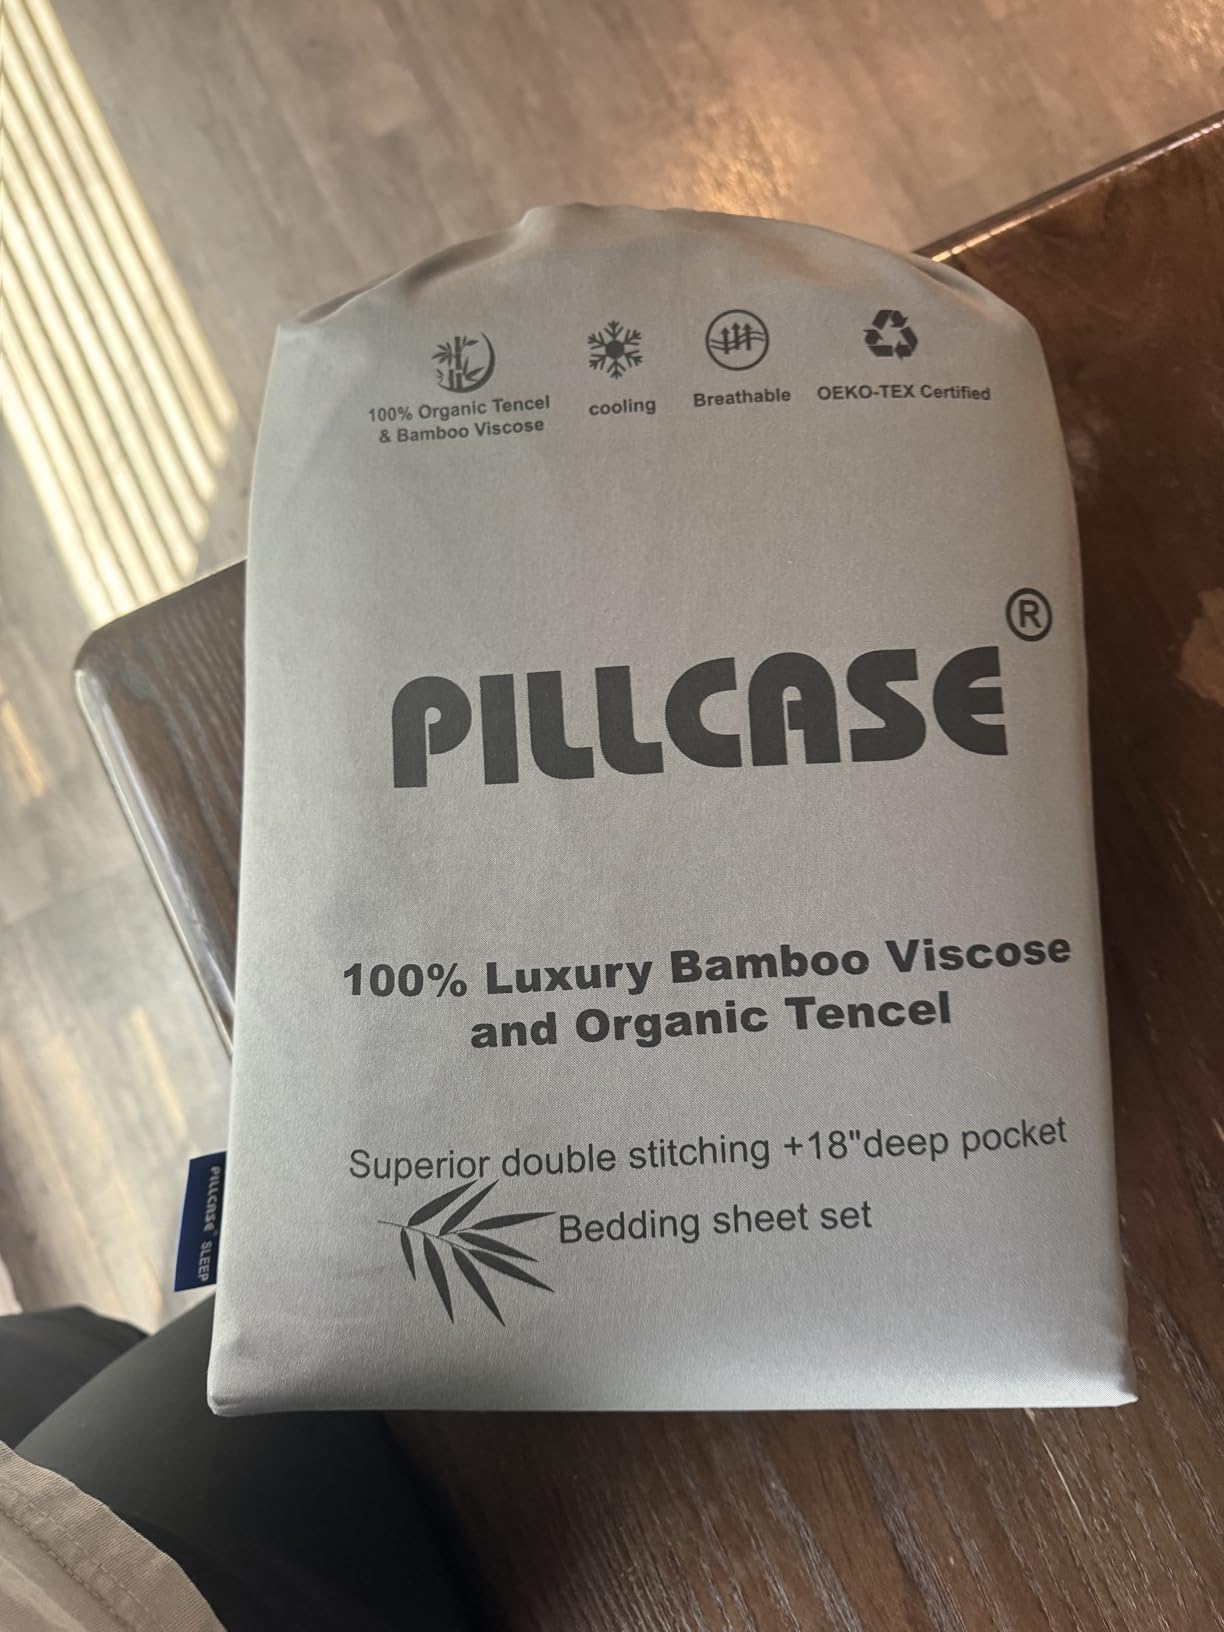 100% Organic Tencel
& Bamboo Viscose
cooling
Breathable
OEKO-TEX Certified
PILLCASE®
100% Luxury Bamboo Viscose
and Organic Tencel
Superior double stitching +18"deep pocket
Bedding sheet set
PILLCASE® SLEEP